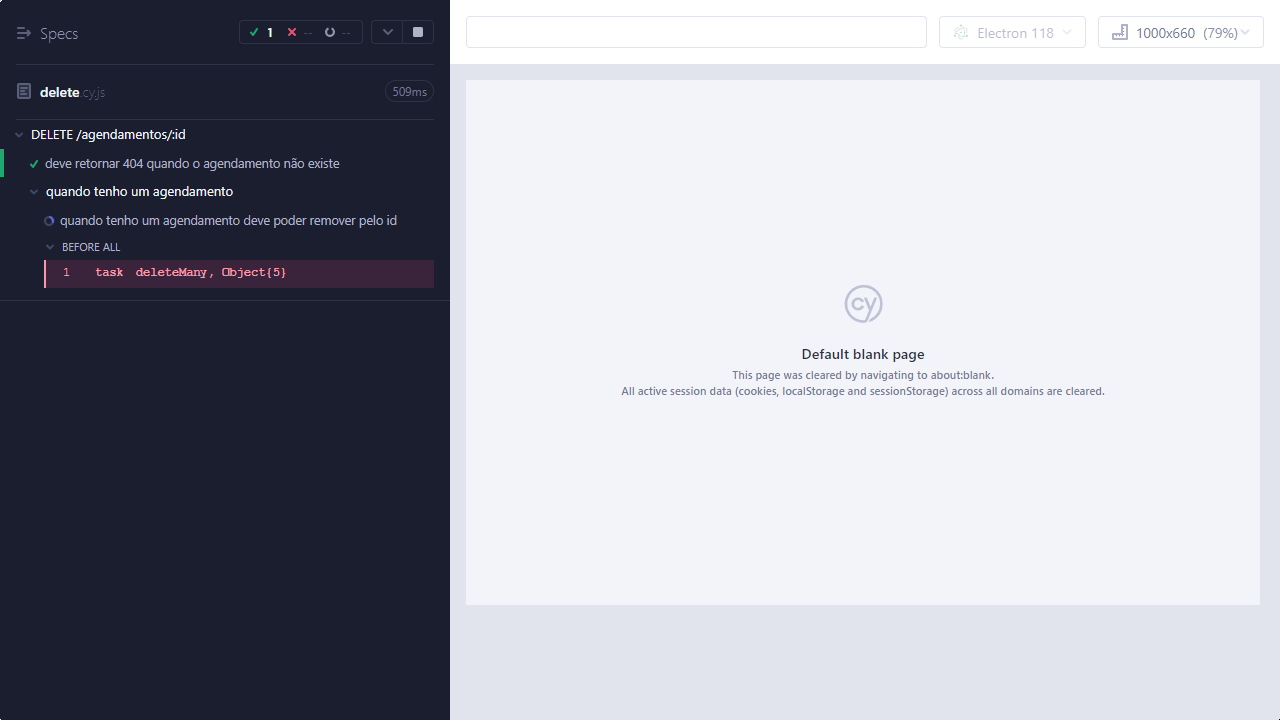 Specs
1
--
--
Electron 118
1000x660 (79%)
delete.cy.js
509ms
DELETE /agendamentos/:id
deve retornar 404 quando o agendamento não existe
quando tenho um agendamento
quando tenho um agendamento deve poder remover pelo id
BEFORE ALL
1 task deleteMany, Object{5}
cy
Default blank page
This page was cleared by navigating to about:blank.
All active session data (cookies, localStorage and sessionStorage) across all domains are cleared.